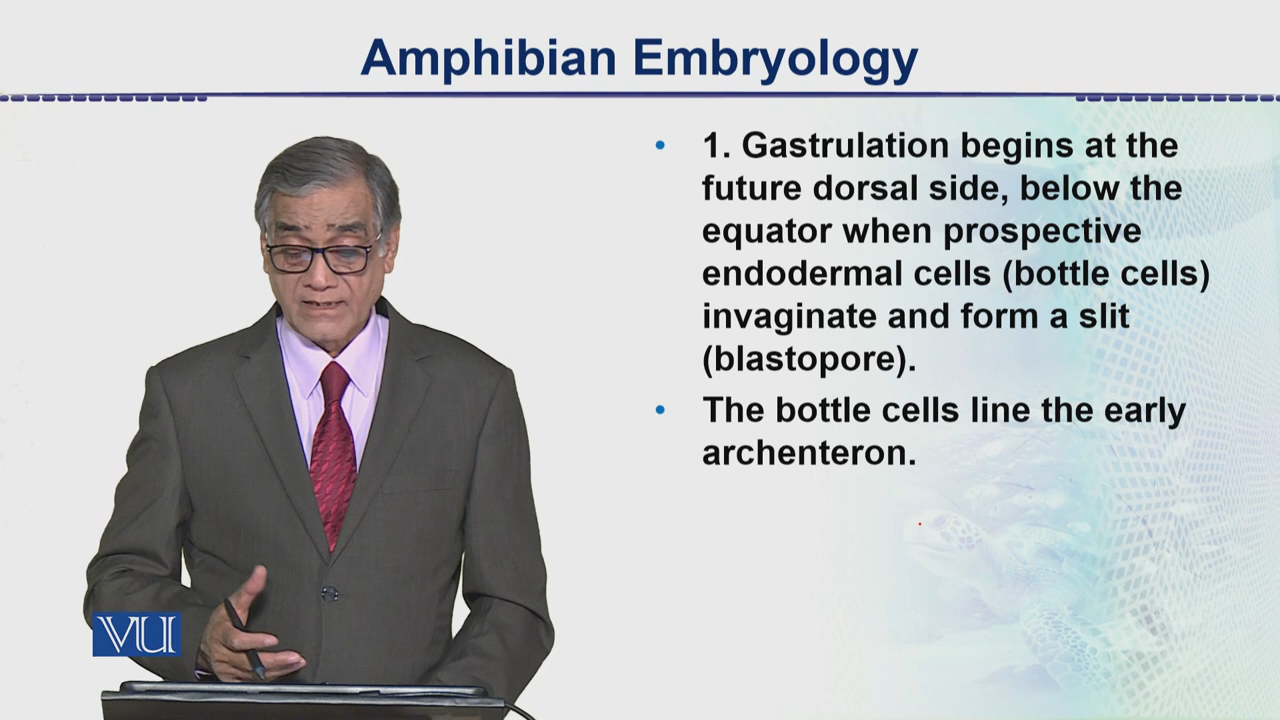 Amphibian Embryology
• 1. Gastrulation begins at the
future dorsal side, below the
equator when prospective
endodermal cells (bottle cells)
invaginate and form a slit
(blastopore).
• The bottle cells line the early
archenteron.
VU